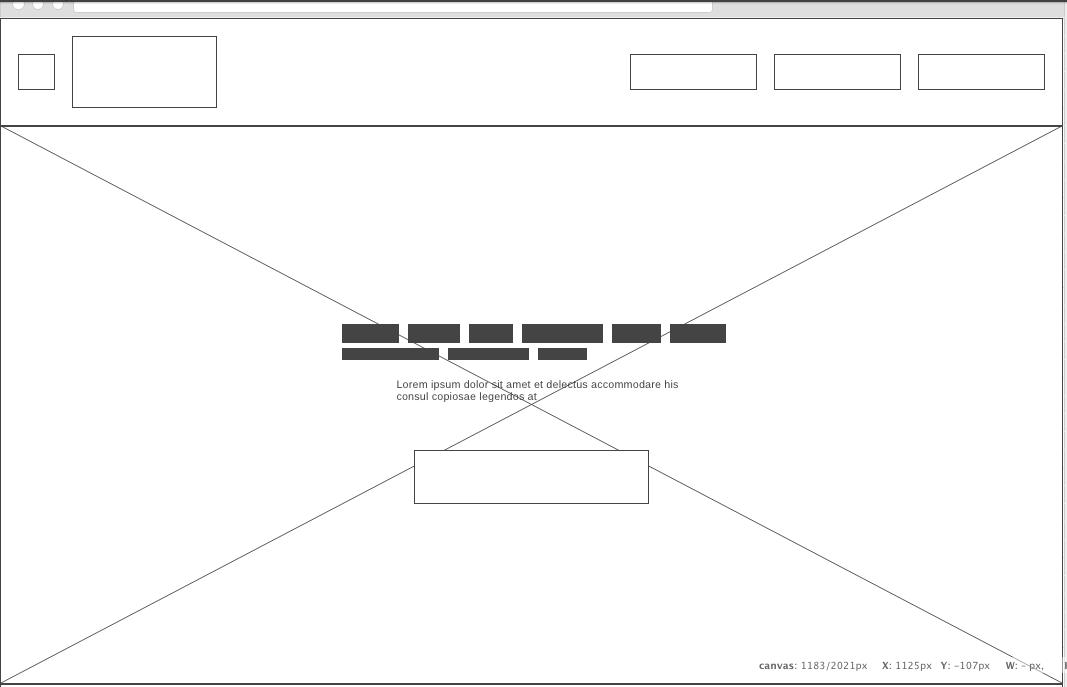 Lorem ipsum dolor sit amet et delectus accommodare his
consul copiosae legendos at
canvas: 1183/2021px X: 1125px Y: -107px W: - px,